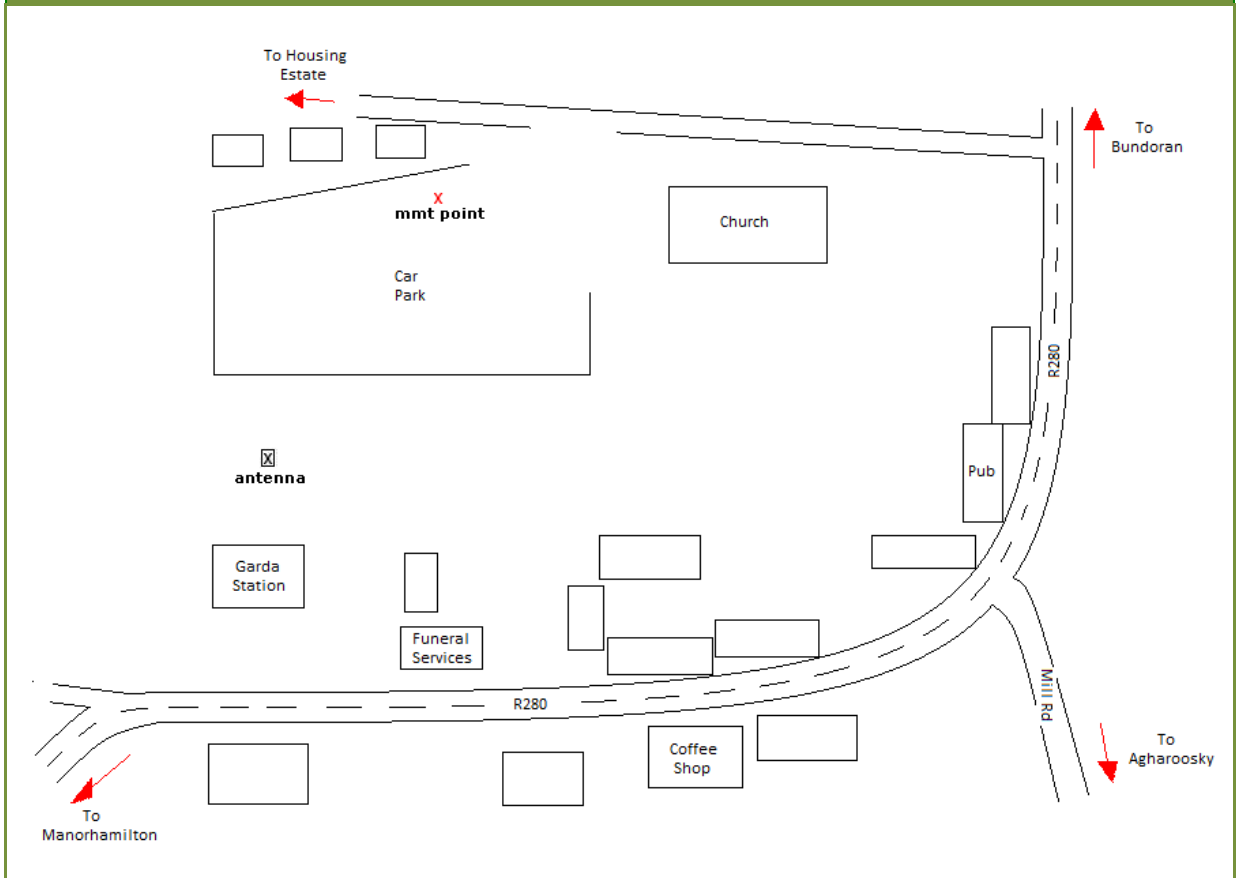 To Housing
Estate
To
Bundoran
X
mmt point
Church
Car
Park
R280
X
antenna
Pub
Garda
Station
Funeral
Services
R280
Mill Rd
Coffee
Shop
To
Agharoosky
To
Manorhamilton